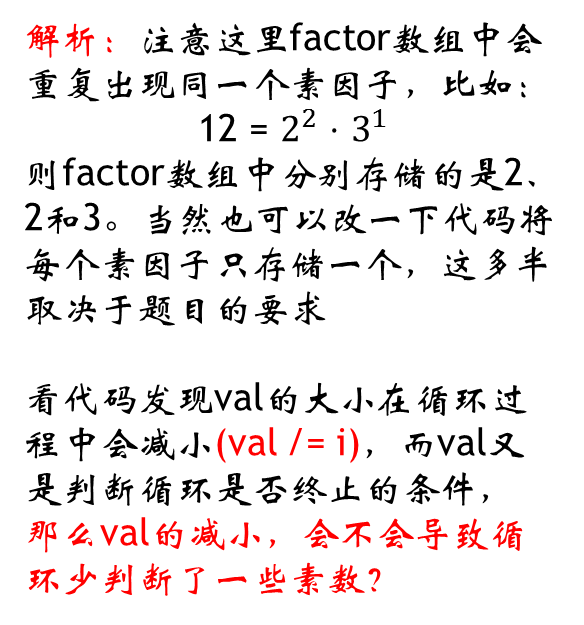 解析：注意这里factor数组中会
重复出现同一个素因子，比如：
12 = 2² · 3¹
则factor数组中分别存储的是2、
2和3。当然也可以改一下代码将
每个素因子只存储一个，这多半
取决于题目的要求
看代码发现val的大小在循环过
程中会减小(val /= i)，而val又
是判断循环是否终止的条件，
那么val的减小，会不会导致循
环少判断了一些素数？